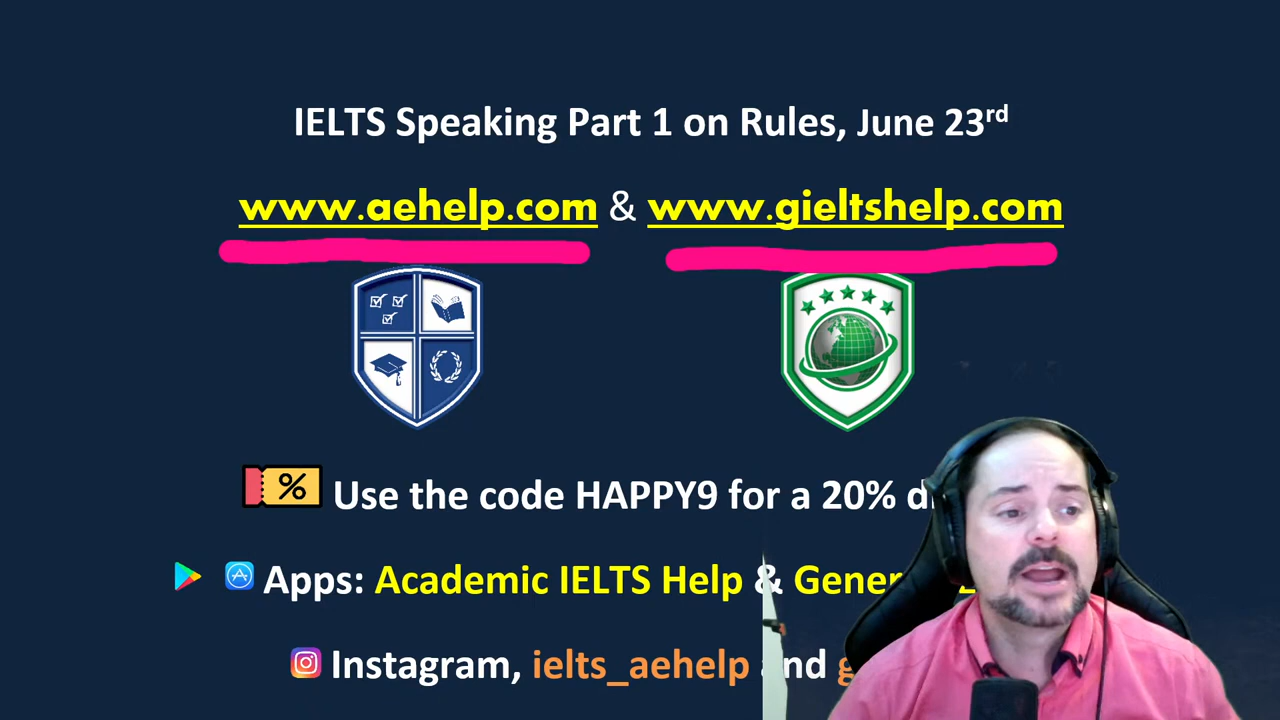 IELTS Speaking Part 1 on Rules, June 23rd
www.aehelp.com & www.gieltshelp.com
% Use the code HAPPY9 for a 20%
Apps: Academic IELTS Help &
Instagram, ielts_aehelp and